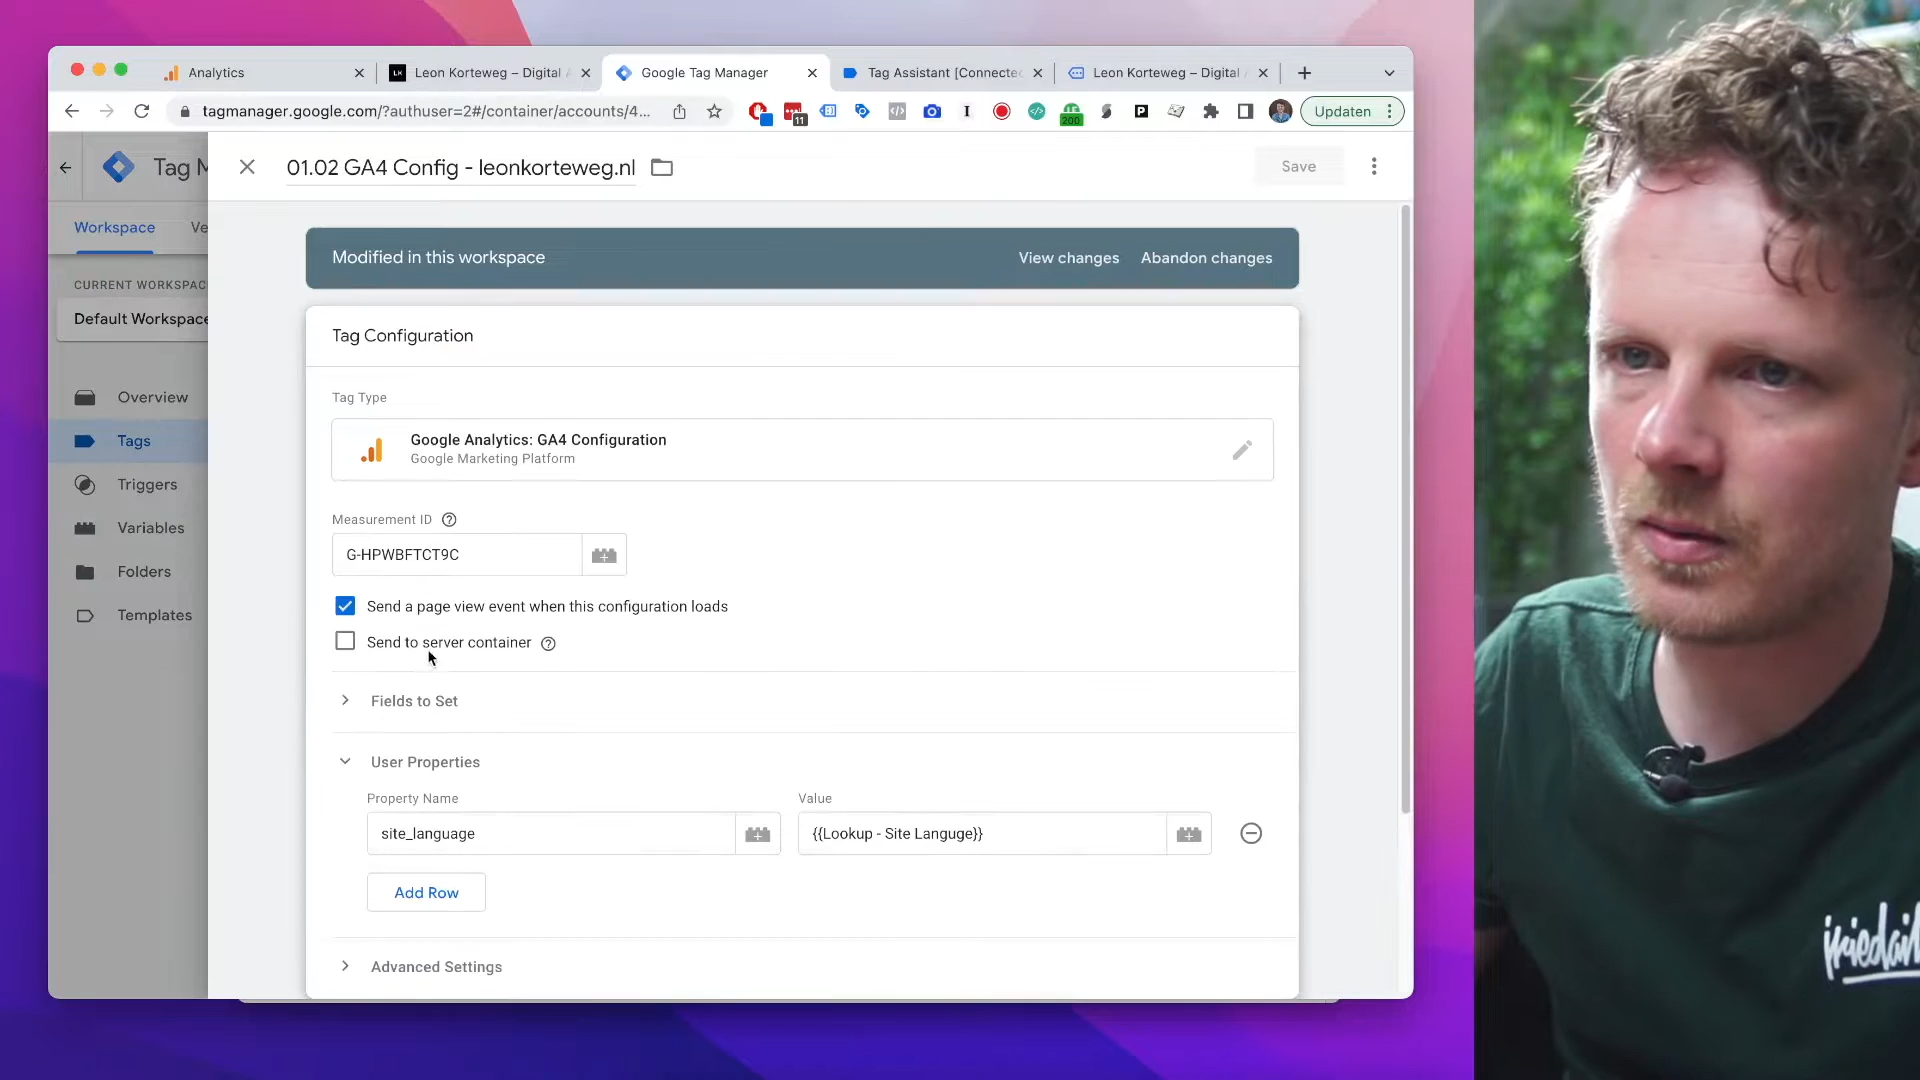 Analytics
Leon Korteweg – Digital
Google Tag Manager
Tag Assistant [Connecte
Leon Korteweg – Digital
tagmanager.google.com/?authuser=2#/container/accounts/4...
11
200
Updaten
Tag M
01.02 GA4 Config - leonkorteweg.nl
Save
Workspace
Ve
Modified in this workspace
View changes
Abandon changes
CURRENT WORKSPAC
Default Workspace
Tag Configuration
Overview
Tags
Triggers
Variables
Folders
Templates
Tag Type
Google Analytics: GA4 Configuration
Google Marketing Platform
Measurement ID
G-HPWBFTCT9C
Send a page view event when this configuration loads
Send to server container
Fields to Set
User Properties
Property Name
Value
site_language
{{Lookup - Site Languge}}
Add Row
Advanced Settings